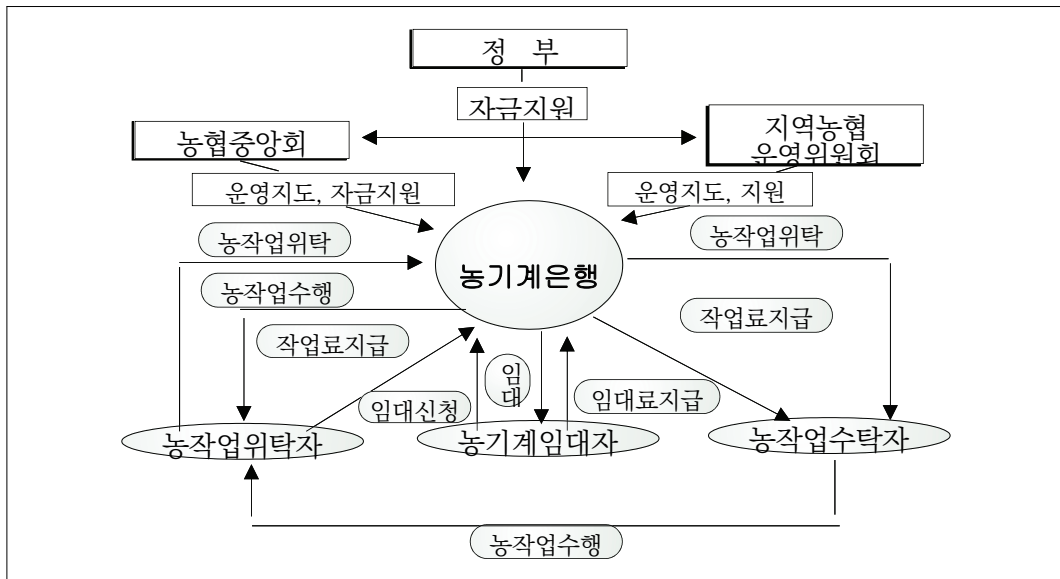 정 부
자금지원
농협중앙회
지역농협
운영위원회
운영지도, 자금지원
운영지도, 지원
농작업위탁
농작업위탁
농기계은행
농작업수행
작업료지급
작업료지급
임
대
임대신청
임대료지급
농작업위탁자
농기계임대자
농작업수탁자
농작업수행